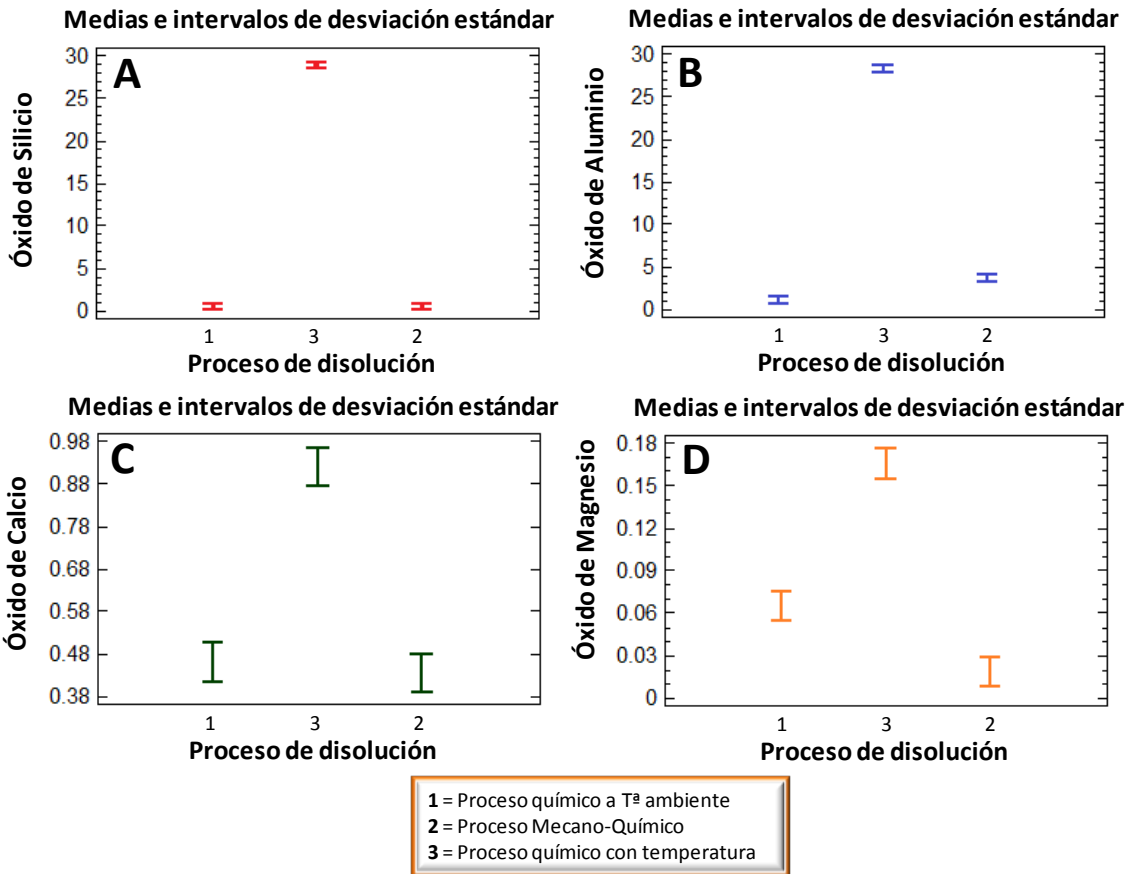 Medias e intervalos de desviación estándar
A
Óxido de Silicio
30
25
20
15
10
5
0
1 3 2
Proceso de disolución
Medias e intervalos de desviación estándar
B
Óxido de Aluminio
30
25
20
15
10
5
0
1 3 2
Proceso de disolución
Medias e intervalos de desviación estándar
C
Óxido de Calcio
0.98
0.88
0.78
0.68
0.58
0.48
0.38
1 3 2
Proceso de disolución
Medias e intervalos de desviación estándar
D
Óxido de Magnesio
0.18
0.15
0.12
0.09
0.06
0.03
0
1 3 2
Proceso de disolución
1 = Proceso químico a Tª ambiente
2 = Proceso Mecano-Químico
3 = Proceso químico con temperatura